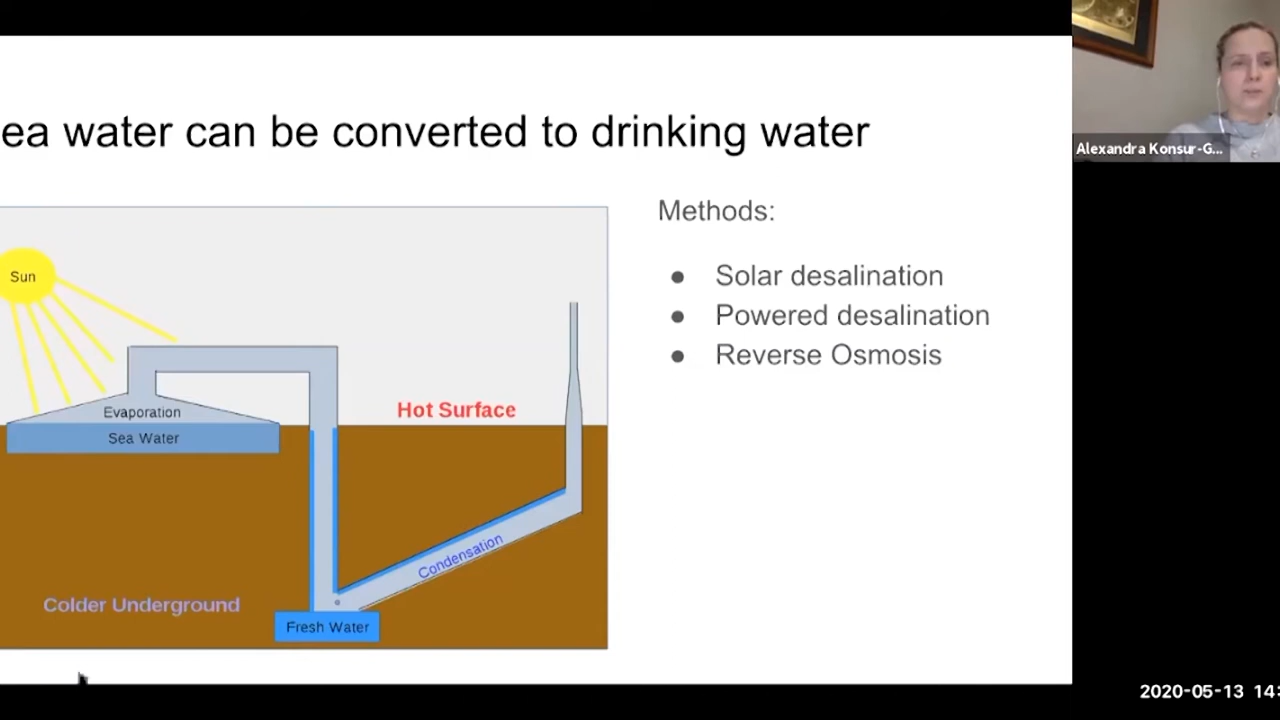 ea water can be converted to drinking water
Alexandra Konsur-G...
Methods:
Sun
● Solar desalination
● Powered desalination
● Reverse Osmosis
Evaporation
Hot Surface
Sea Water
Condensation
Colder Underground
Fresh Water
2020-05-13 14: